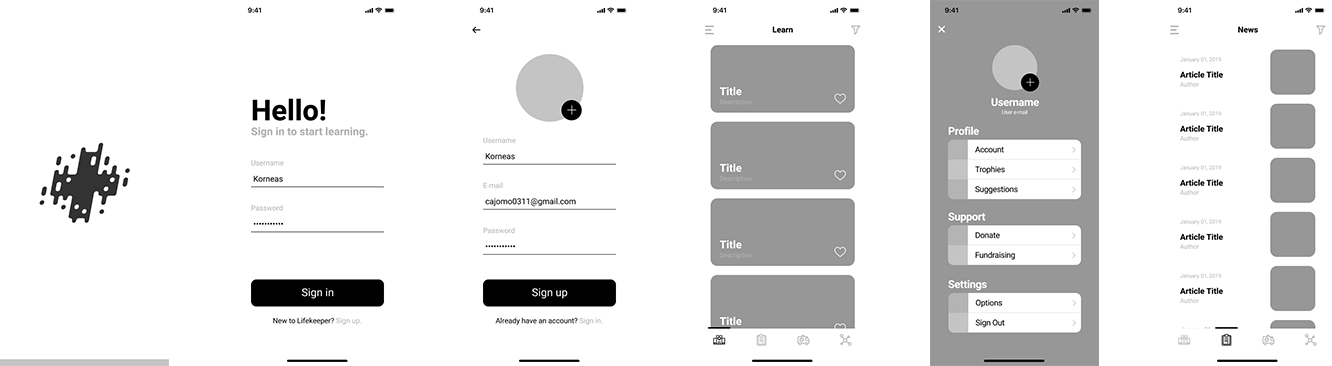 9:41
Hello!
Sign in to start learning.
Username
Korneas
Password
Sign in
New to Lifekeeper? Sign up.
9:41
Username
Korneas
E-mail
cajomo0311@gmail.com
Password
Sign up
Already have an account? Sign in.
9:41
Learn
Title
Description
Title
Description
Title
Description
Title
9:41
Username
User e-mail
Profile
Account
Trophies
Suggestions
Support
Donate
Fundraising
Settings
Options
Sign Out
9:41
News
January 01, 2019
Article Title
Author
January 01, 2019
Article Title
Author
January 01, 2019
Article Title
Author
January 01, 2019
Article Title
Author
January 01, 2019
Article Title
Author